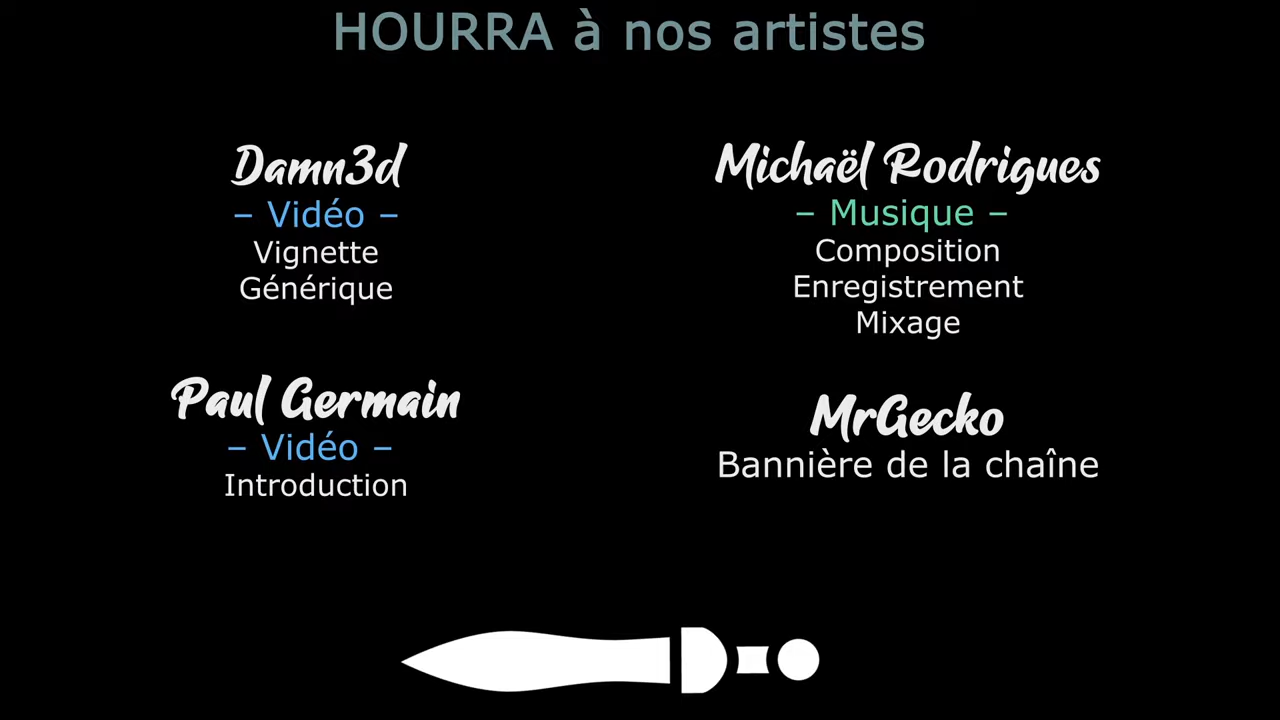 HOURRA à nos artistes
Damn3d
– Vidéo –
Vignette
Générique
Michaël Rodrigues
– Musique –
Composition
Enregistrement
Mixage
Paul Germain
– Vidéo –
Introduction
MrGecko
Bannière de la chaîne